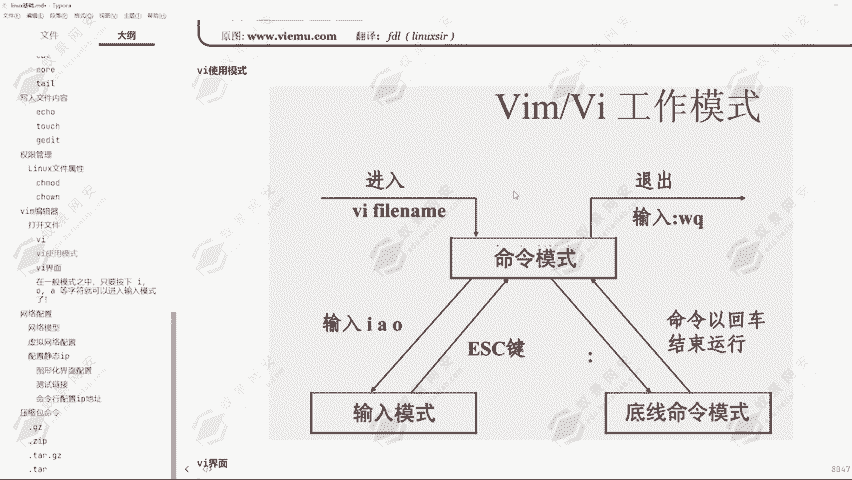 linux基础.md - Typora
文件(F) 编辑(E) 段落(P) 格式(O) 视图(V) 主题(T) 帮助(H)
文件 大纲
more
tail
写入文件内容
echo
touch
gedit
权限管理
Linux文件属性
chmod
chown
vim编辑器
打开文件
vi
vi使用模式
vi界面
在一般模式之中，只要按下 i,
o, a 等字符就可以进入输入模式
了！
网络配置
网络模型
虚拟网络配置
配置静态ip
图形化界面配置
测试链接
命令行配置ip地址
压缩包命令
.gz
.zip
.tar.gz
.tar
原图: www.viemu.com 翻译: fdl ( linuxsir )
vi使用模式
Vim/Vi 工作模式
进入
vi filename
退出
输入:wq
命令模式
输入 i a o
ESC键
:
命令以回车
结束运行
输入模式
底线命令模式
vi界面